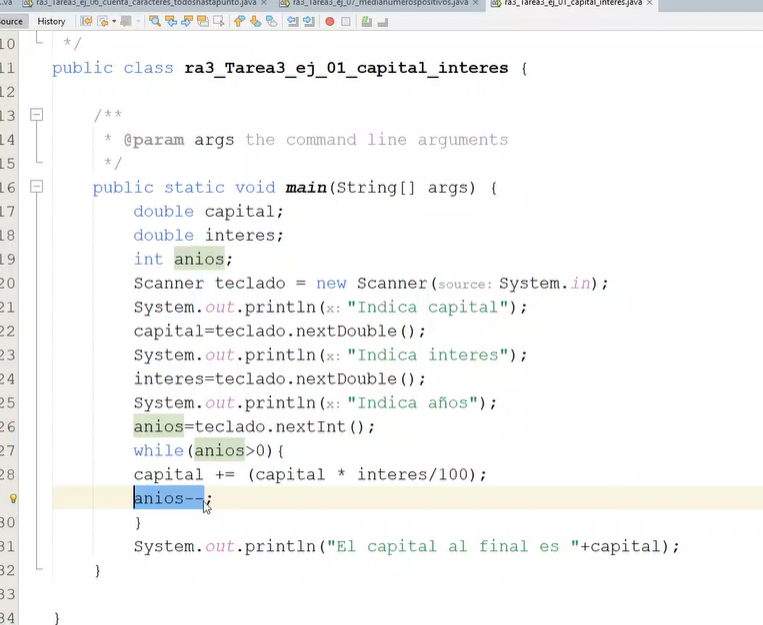 ra3_Tarea3_ej_06_cuenta_caracteres_todoshastapunto.java × ra3_Tarea3_ej_07_medianumerospositivos.java × ra3_Tarea3_ej_01_capital_interes.java ×
Source History
10 */
11 public class ra3_Tarea3_ej_01_capital_interes {
12
13 /**
14 * @param args the command line arguments
15 */
16 public static void main(String[] args) {
17 double capital;
18 double interes;
19 int anios;
20 Scanner teclado = new Scanner(source: System.in);
21 System.out.println(x: "Indica capital");
22 capital=teclado.nextDouble();
23 System.out.println(x: "Indica interes");
24 interes=teclado.nextDouble();
25 System.out.println(x: "Indica años");
26 anios=teclado.nextInt();
27 while(anios>0){
28 capital += (capital * interes/100);
anios--;
30 }
31 System.out.println("El capital al final es "+capital);
32 }
33
34 }